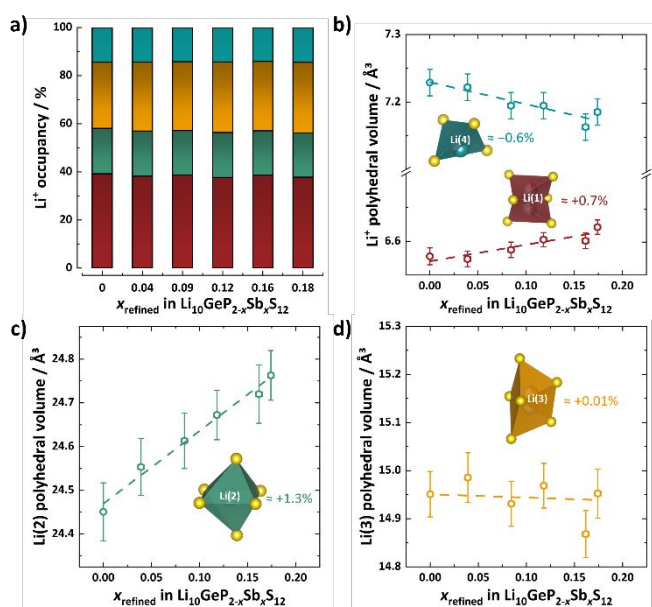 a)
Li⁺ occupancy / %
100
80
60
40
20
0
0 0.04 0.09 0.12 0.16 0.18
x_refined in Li₁₀GeP₂₋ₓSbₓS₁₂
b)
Li⁺ polyhedral volume / Å³
7.3
7.2
6.6
Li(4) ≈ −0.6%
Li(1) ≈ +0.7%
0.00 0.05 0.10 0.15 0.20
x_refined in Li₁₀GeP₂₋ₓSbₓS₁₂
c)
Li(2) polyhedral volume / Å³
24.8
24.7
24.6
24.5
24.4
Li(2) ≈ +1.3%
0.00 0.05 0.10 0.15 0.20
x_refined in Li₁₀GeP₂₋ₓSbₓS₁₂
d)
Li(3) polyhedral volume / Å³
15.3
15.2
15.1
15.0
14.9
14.8
Li(3) ≈ +0.01%
0.00 0.05 0.10 0.15 0.20
x_refined in Li₁₀GeP₂₋ₓSbₓS₁₂